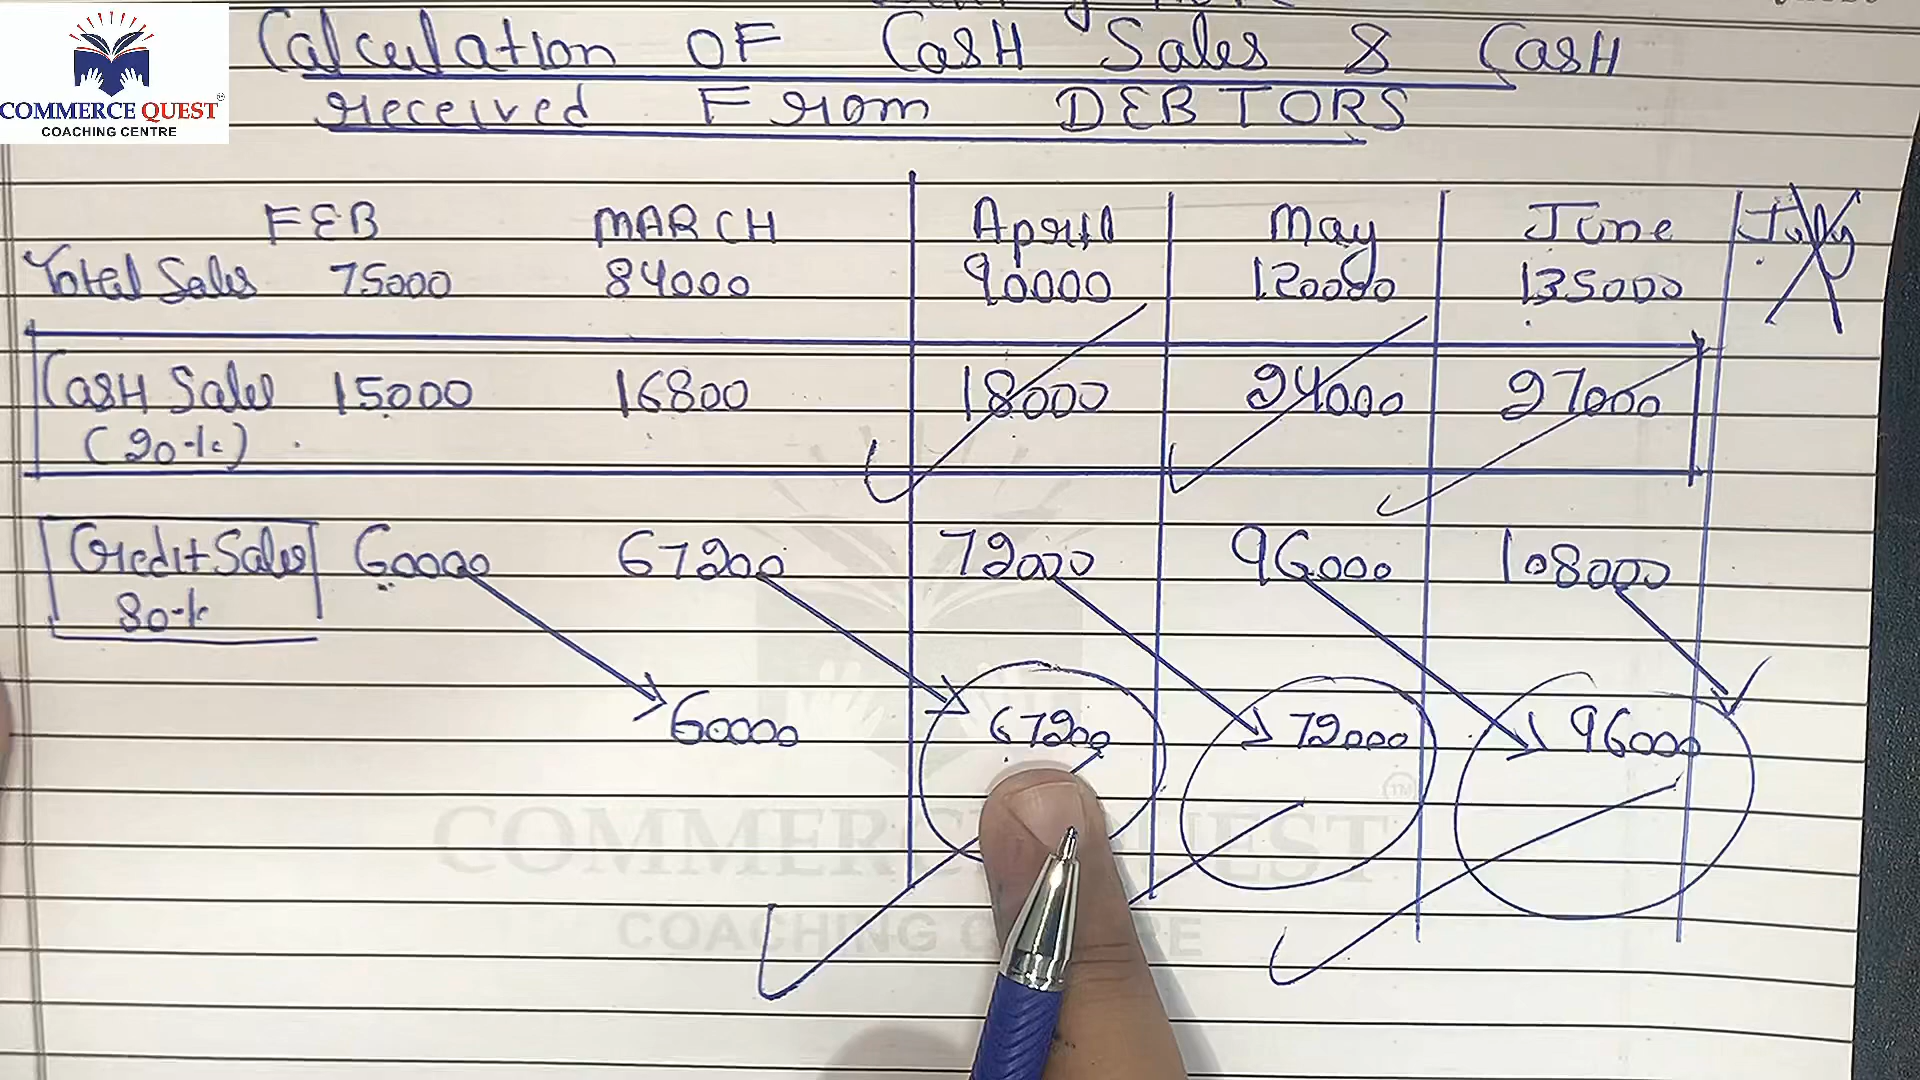 COMMERCE QUEST
COACHING CENTRE
Calculation OF CasH Sales & CasH
received From DEBTORS
FEB MARCH April May June July
Total Sales 75000 84000 90000 120000 135000
CasH Sales 15000 16800 18000 24000 27000
(20%)
Credit Sales 60000 67200 72000 96000 108000
80%
60000 67200 72000 96000
COMMERCE QUEST
COACHING CENTRE